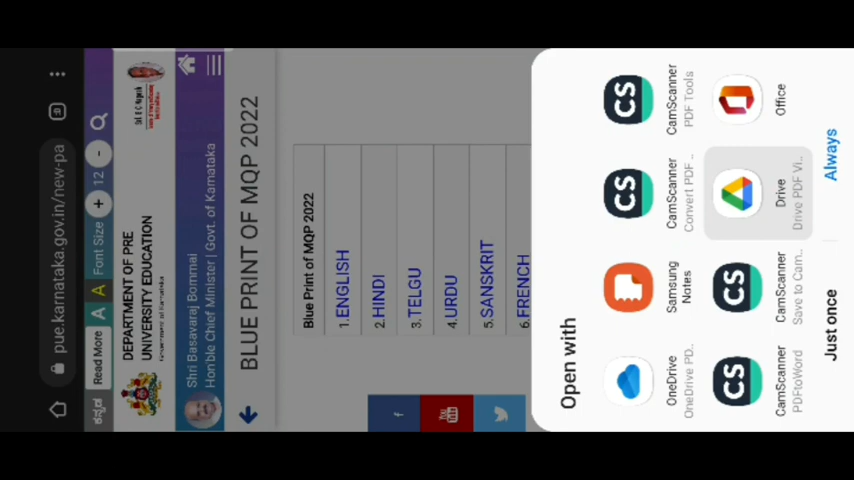 pue.karnataka.gov.in/new-pa
ಕನ್ನಡ
Read More
A A Font Size + 12 -
DEPARTMENT OF PRE
UNIVERSITY EDUCATION
Government of Karnataka
Shri Basavaraj Bommai
Hon'ble Chief Minister | Govt. of Karnataka
BLUE PRINT OF MQP 2022
Blue Print of MQP 2022
1.ENGLISH
2.HINDI
3.TELGU
4.URDU
5.SANSKRIT
6.FRENCH
f
You
Open with
OneDrive
OneDrive PD..
Samsung
Notes
CamScanner
Convert PDF ..
CamScanner
PDF Tools
CamScanner
PDFtoWord
CamScanner
Save to Cam..
Drive
Drive PDF Vi..
Office
Just once
Always